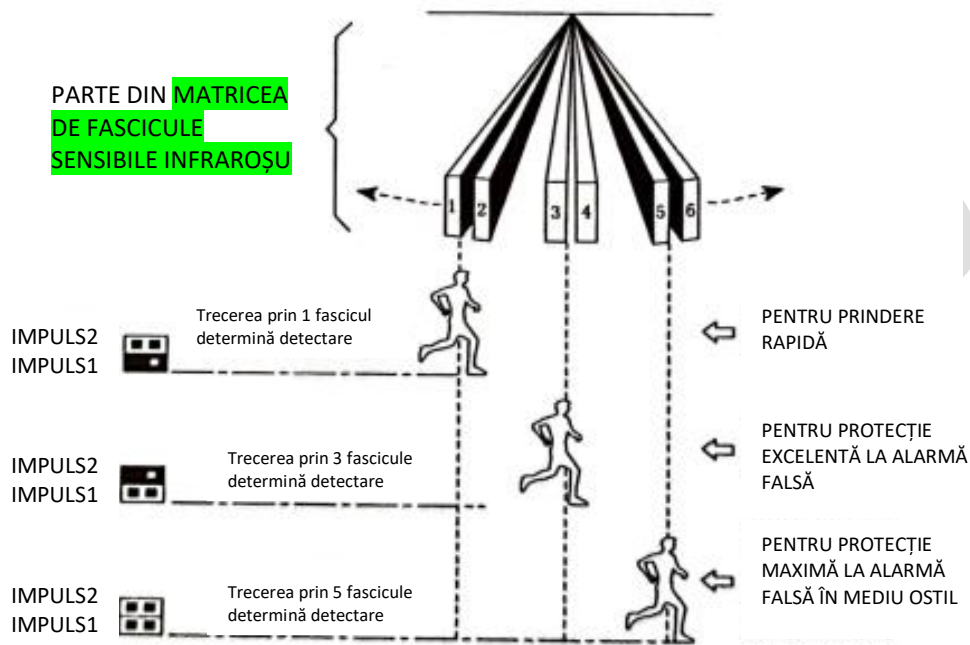 PARTE DIN MATRICEA
DE FASCICULE
SENSIBILE INFRAROȘU
1 2 3 4 5 6
IMPULS2
IMPULS1
Trecerea prin 1 fascicul
determină detectare
PENTRU PRINDERE
RAPIDĂ
IMPULS2
IMPULS1
Trecerea prin 3 fascicule
determină detectare
PENTRU PROTECȚIE
EXCELENTĂ LA ALARMĂ
FALSĂ
IMPULS2
IMPULS1
Trecerea prin 5 fascicule
determină detectare
PENTRU PROTECȚIE
MAXIMĂ LA ALARMĂ
FALSĂ ÎN MEDIU OSTIL